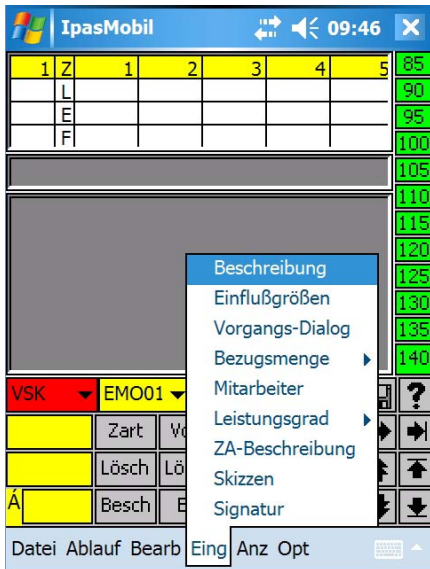 IpasMobil 09:46
1 Z 1 2 3 4 5 85
L 90
E 95
F 100
105
110
115
120
Beschreibung 125
Einflußgrößen 130
Vorgangs-Dialog 135
Bezugsmenge 140
VSK EMO01 Mitarbeiter ?
Zart Leistungsgrad
ZA-Beschreibung
Lösch Lö Skizzen
Á Besch Signatur
Datei Ablauf Bearb Eing Anz Opt